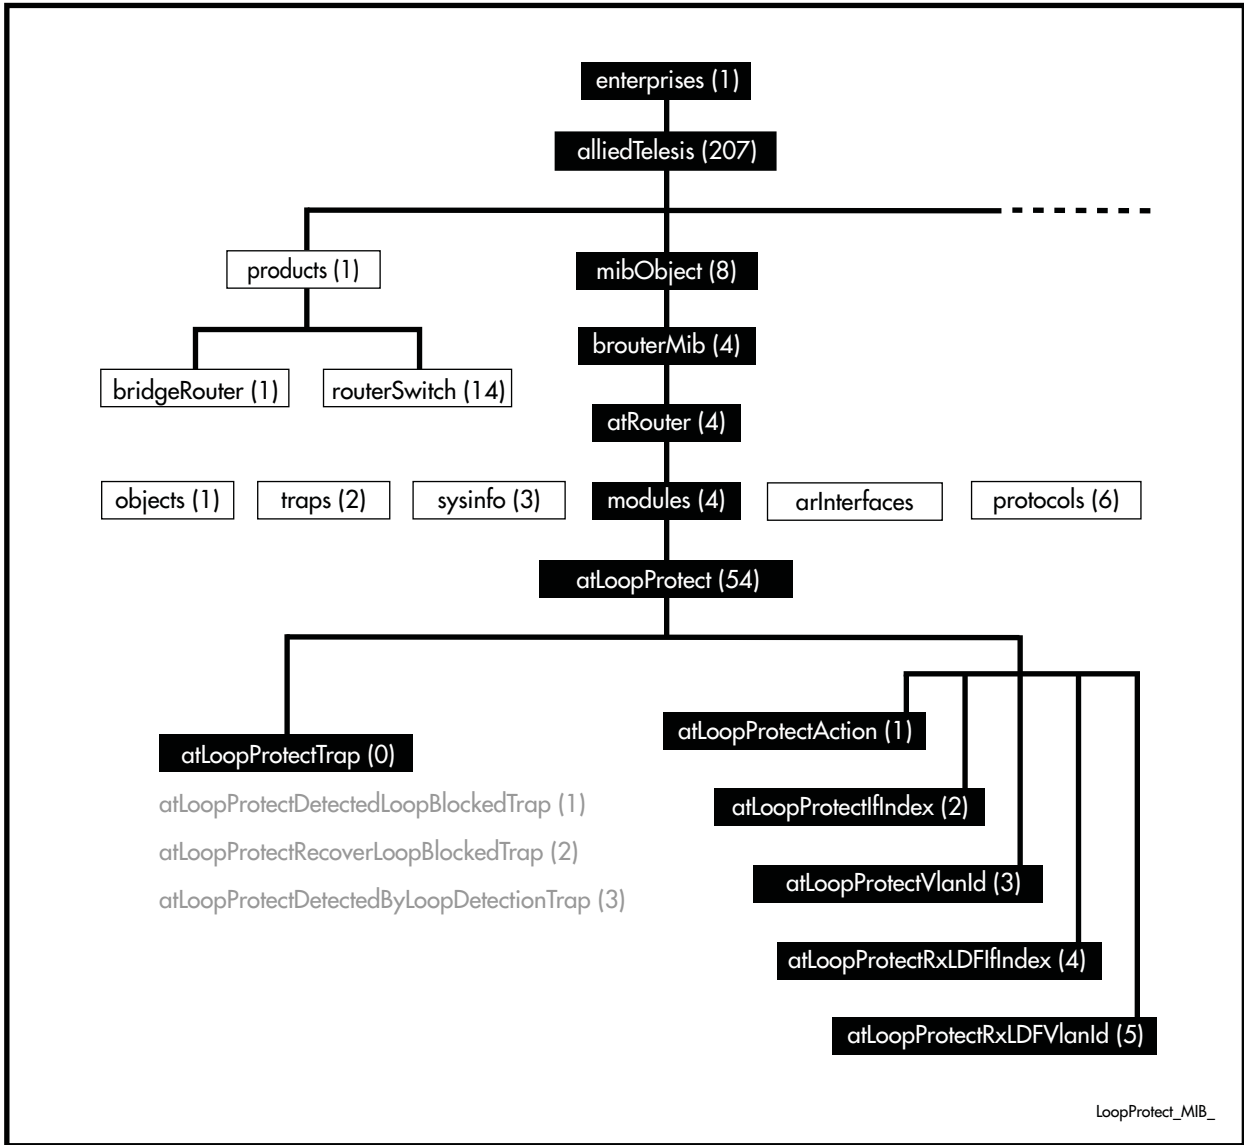 enterprises (1)
alliedTelesis (207)
products (1)
mibObject (8)
brouterMib (4)
bridgeRouter (1)
routerSwitch (14)
atRouter (4)
objects (1)
traps (2)
sysinfo (3)
modules (4)
arInterfaces
protocols (6)
atLoopProtect (54)
atLoopProtectAction (1)
atLoopProtectTrap (0)
atLoopProtectDetectedLoopBlockedTrap (1)
atLoopProtectIfIndex (2)
atLoopProtectRecoverLoopBlockedTrap (2)
atLoopProtectVlanId (3)
atLoopProtectDetectedByLoopDetectionTrap (3)
atLoopProtectRxLDFIfIndex (4)
atLoopProtectRxLDFVlanId (5)
LoopProtect_MIB_